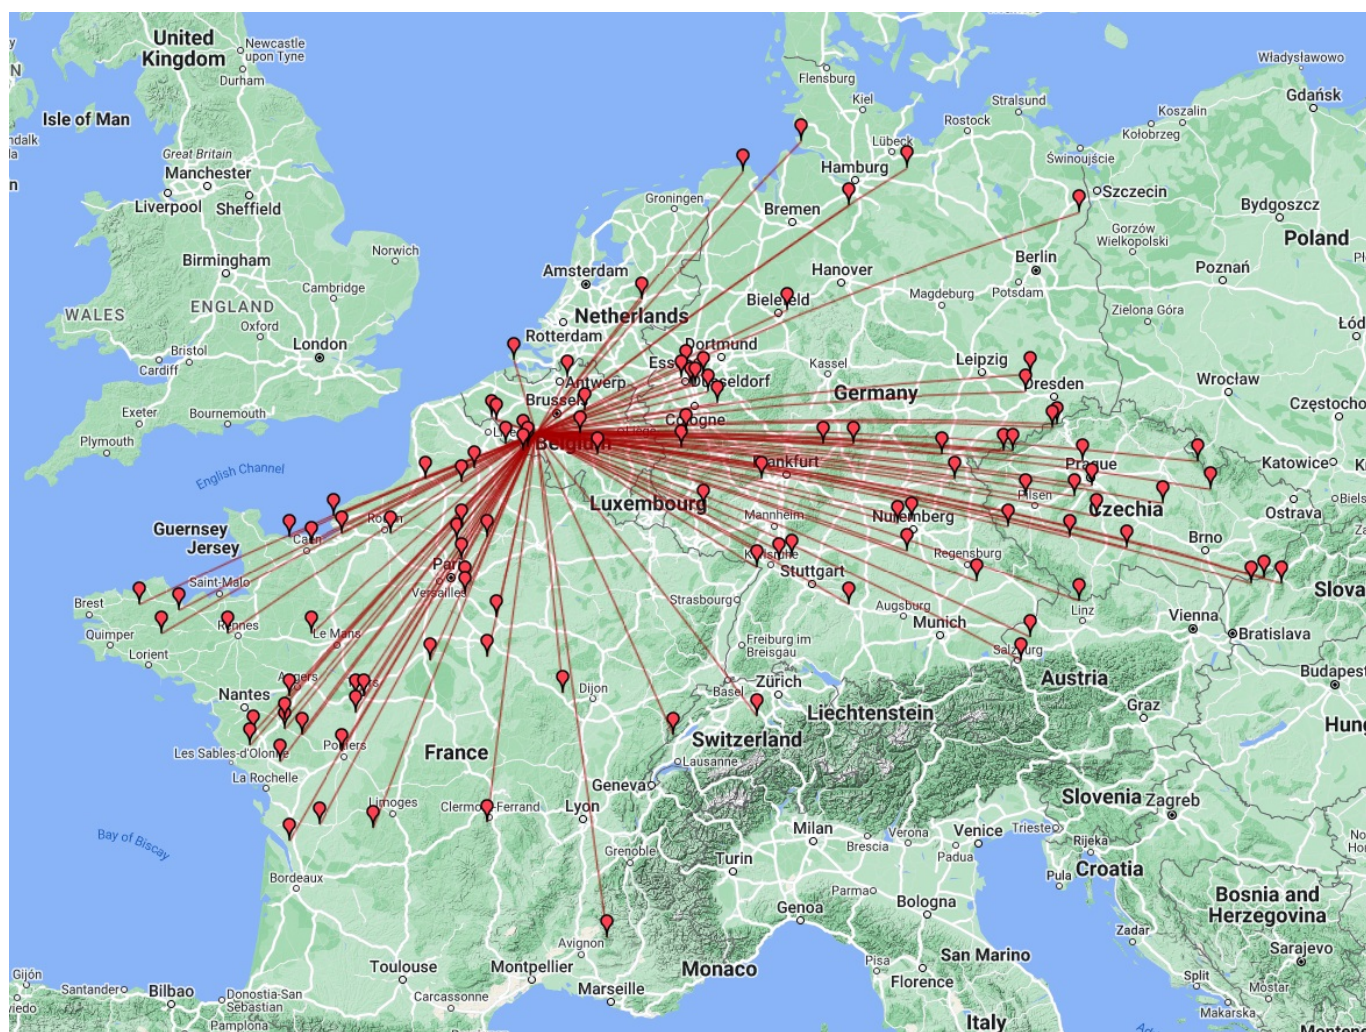 United
Kingdom
Newcastle
upon Tyne
Durham
Isle of Man
Great Britain
Manchester
Liverpool
Sheffield
Norwich
Birmingham
Cambridge
WALES
ENGLAND
Oxford
London
Bristol
Cardiff
Exeter
Bournemouth
Plymouth
English Channel
Guernsey
Jersey
Flensburg
Kiel
Lübeck
Rostock
Stralsund
Hamburg
Świnoujście
Szczecin
Koszalin
Kołobrzeg
Władysławowo
Gdańsk
Bydgoszcz
Poland
Gorzów
Wielkopolski
Poznań
Zielona Góra
Wrocław
Katowice
Ostrava
Groningen
Bremen
Amsterdam
Netherlands
Rotterdam
Hanover
Berlin
Potsdam
Magdeburg
Bielefeld
Dortmund
Düsseldorf
Kassel
Leipzig
Dresden
Germany
Antwerp
Brussels
Cologne
Belgium
Frankfurt
Luxembourg
Mannheim
Nuremberg
Prague
Pilsen
Czechia
Brno
Karlsruhe
Stuttgart
Regensburg
Strasbourg
Augsburg
Munich
Linz
Vienna
Bratislava
Salzburg
Freiburg im
Breisgau
Basel
Zürich
Liechtenstein
Austria
Graz
Budapest
Switzerland
Lausanne
Geneva
Caen
Rouen
Paris
Versailles
Saint-Malo
Brest
Quimper
Lorient
Rennes
Le Mans
Angers
Nantes
Tours
Les Sables-d'Olonne
Poitiers
La Rochelle
France
Dijon
Limoges
Clermont-Ferrand
Lyon
Grenoble
Bay of Biscay
Bordeaux
Slovenia
Zagreb
Milan
Brescia
Verona
Venice
Padua
Trieste
Rijeka
Pula
Croatia
Turin
Parma
Bologna
Genoa
Bosnia and
Herzegovina
Zadar
Sarajevo
Avignon
Toulouse
Montpellier
Marseille
Monaco
San Marino
Pisa
Florence
Split
Mostar
Makarska
Italy
Gijón
Santander
Bilbao
Donostia-San
Sebastián
Pamplona
Carcassonne